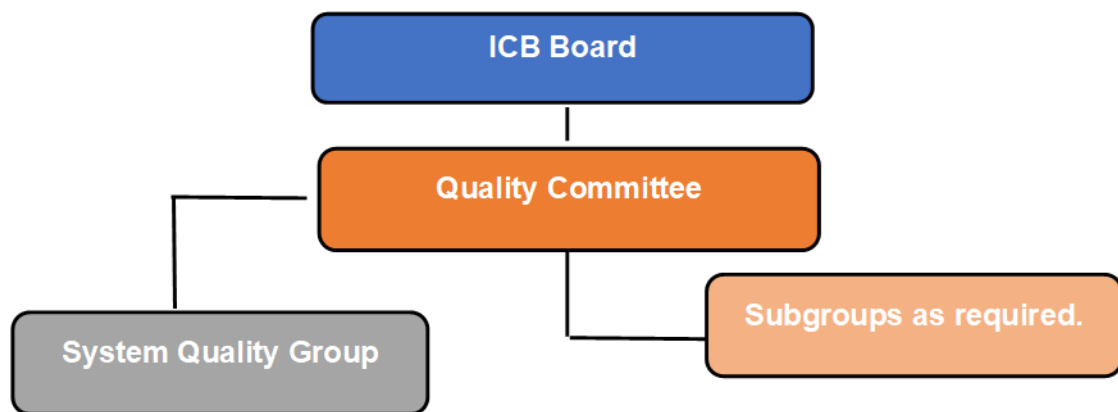 ICB Board
Quality Committee
Subgroups as required.
System Quality Group